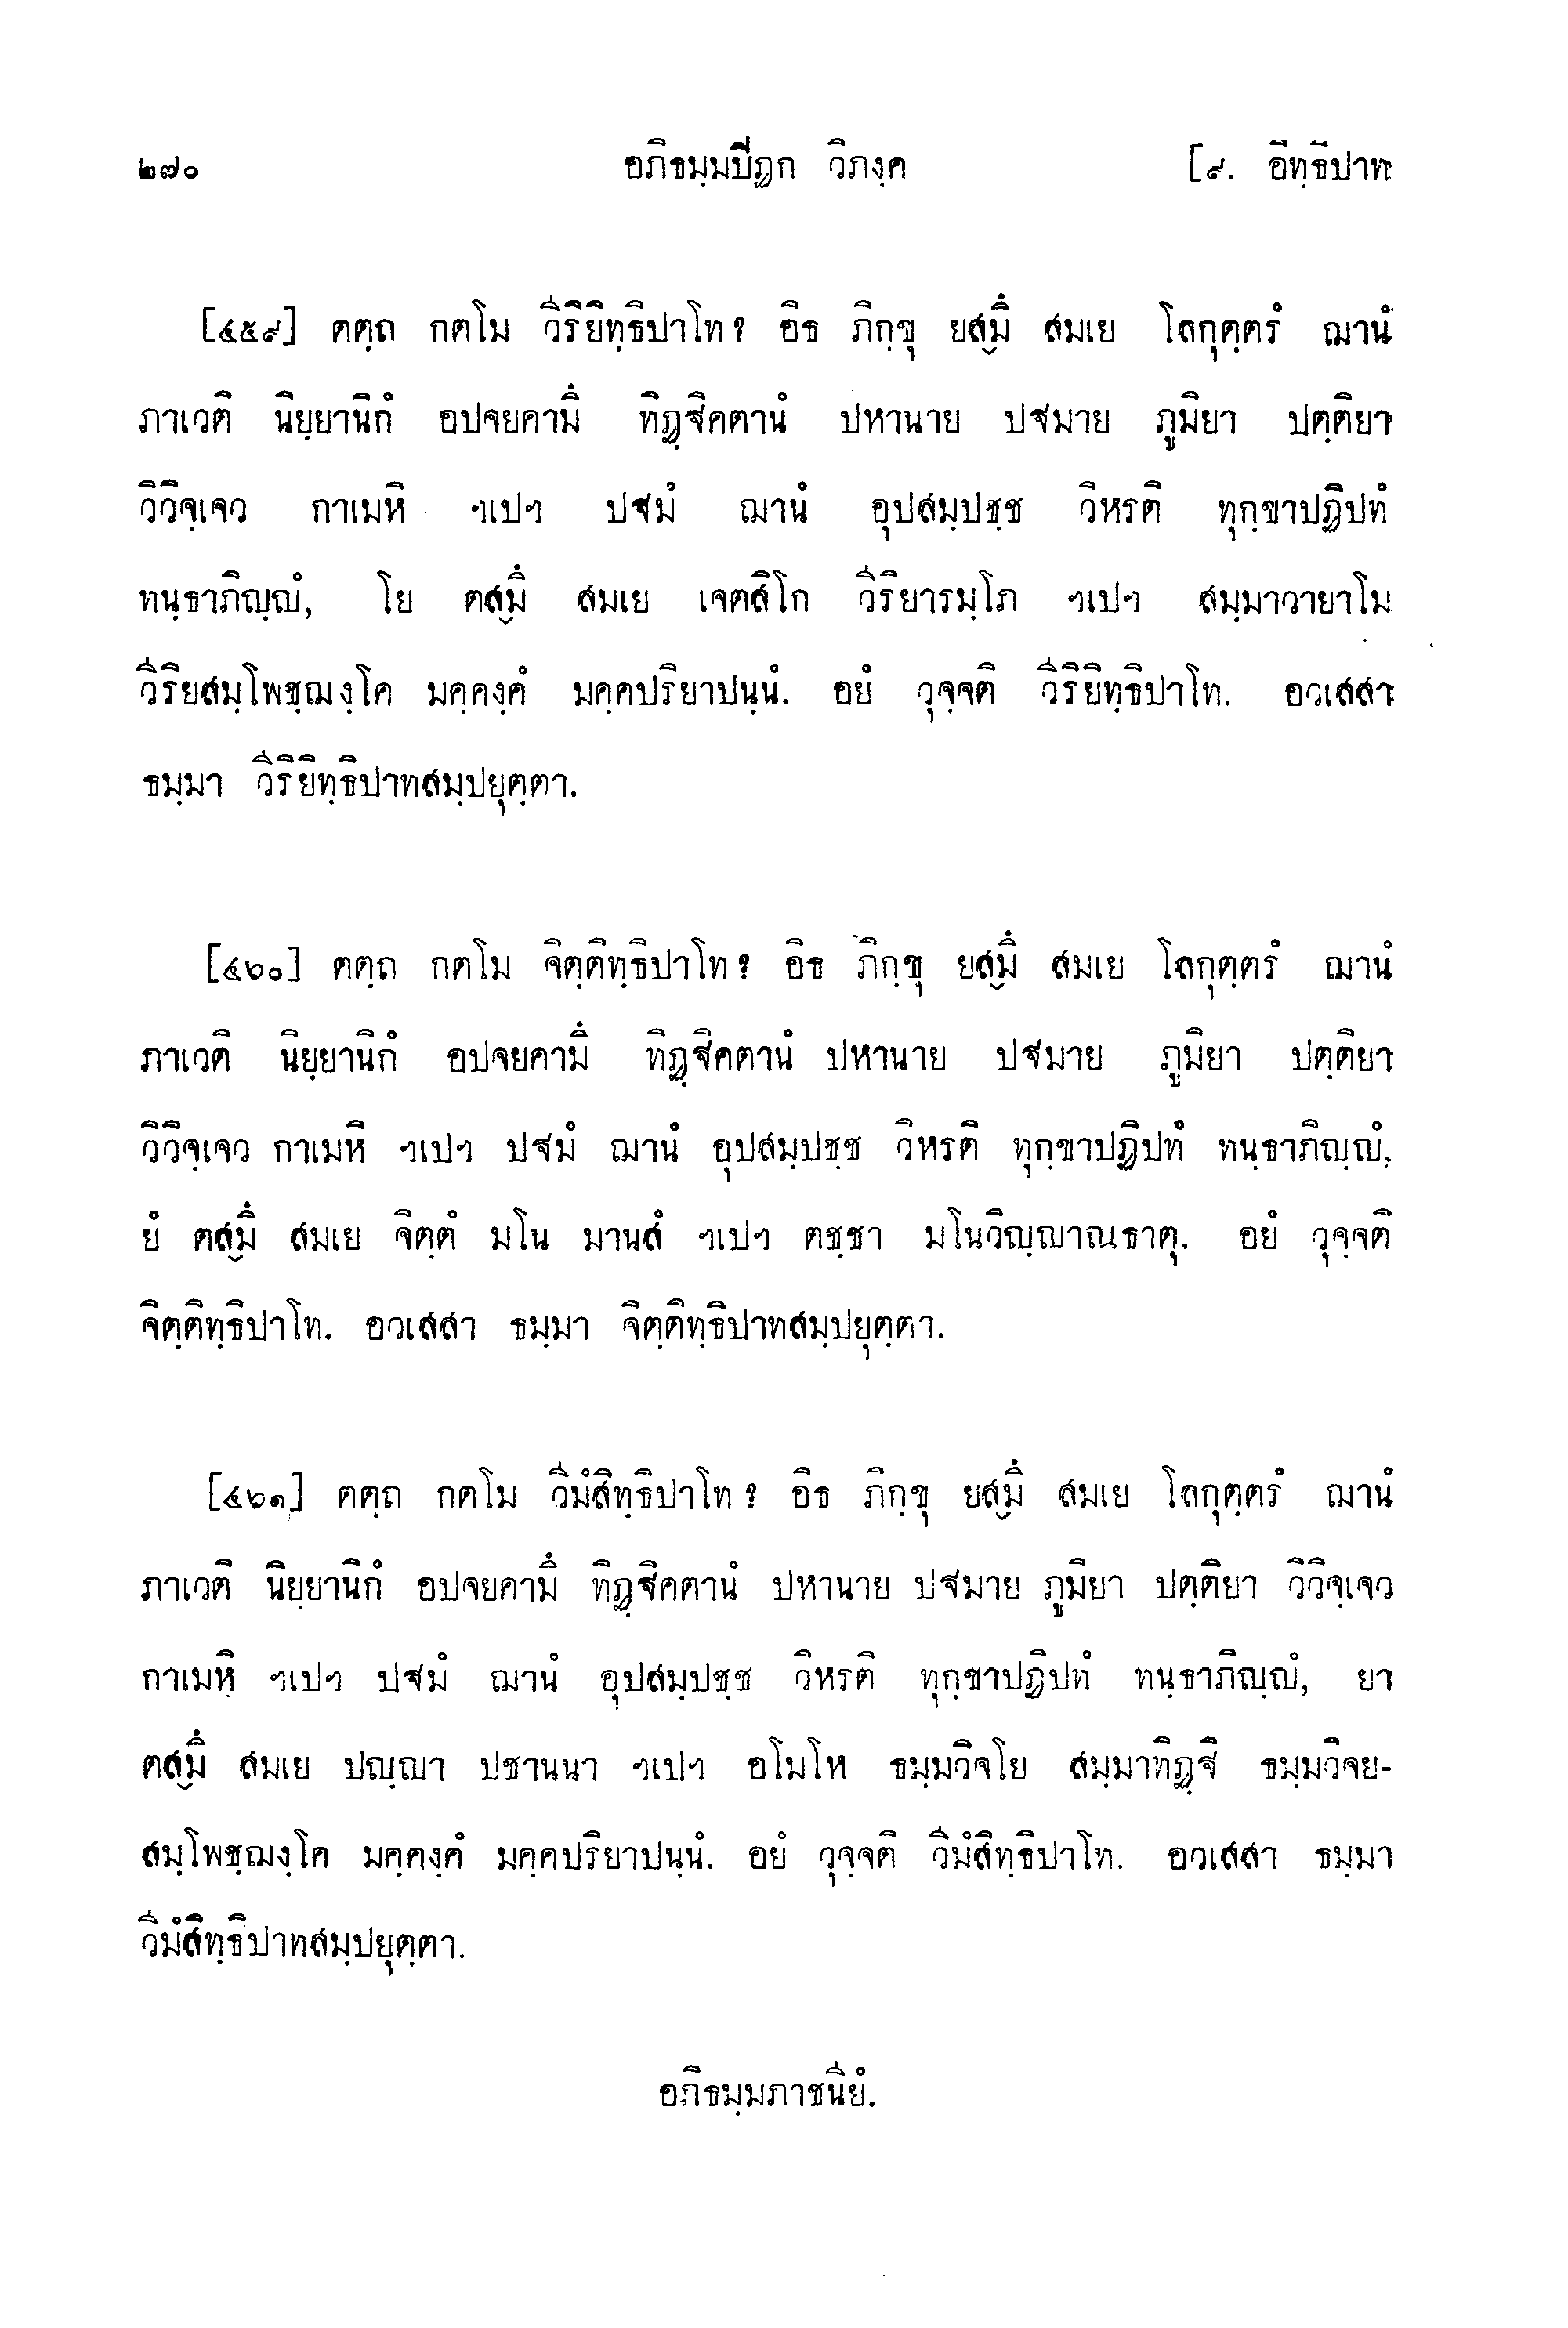 ๒๗๐ อภิธมฺมปิฏก วิภงฺค [๙. อิทฺธิปาท
[๔๕๙] ตตฺถ กตโม วีริยิทฺธิปาโท? อิธ ภิกฺขุ ยสฺมึ สมเย โลกุตฺตรํ ฌานํ
ภาเวติ นิยฺยานิกํ อปจยคามึ ทิฏฺฐิคตานํ ปหานาย ปฐมาย ภูมิยา ปตฺติยา
วิวิจฺเจว กาเมหิ ฯเปฯ ปฐมํ ฌานํ อุปสมฺปชฺช วิหรติ ทุกฺขาปฏิปทํ
ทนฺธาภิญฺญํ, โย ตสฺมึ สมเย เจตสิโก วีริยารมฺโภ ฯเปฯ สมฺมาวายาโม
วีริยสมฺโพชฺฌงฺโค มคฺคงฺคํ มคฺคปริยาปนฺนํ. อยํ วุจฺจติ วีริยิทฺธิปาโท. อวเสสา
ธมฺมา วีริยิทฺธิปาทสมฺปยุตฺตา.
[๔๖๐] ตตฺถ กตโม จิตฺติทฺธิปาโท? อิธ ภิกฺขุ ยสฺมึ สมเย โลกุตฺตรํ ฌานํ
ภาเวติ นิยฺยานิกํ อปจยคามึ ทิฏฺฐิคตานํ ปหานาย ปฐมาย ภูมิยา ปตฺติยา
วิวิจฺเจว กาเมหิ ฯเปฯ ปฐมํ ฌานํ อุปสมฺปชฺช วิหรติ ทุกฺขาปฏิปทํ ทนฺธาภิญฺญํ,
ยํ ตสฺมึ สมเย จิตฺตํ มโน มานสํ ฯเปฯ ตชฺชา มโนวิญฺญาณธาตุ. อยํ วุจฺจติ
จิตฺติทฺธิปาโท. อวเสสา ธมฺมา จิตฺติทฺธิปาทสมฺปยุตฺตา.
[๔๖๑] ตตฺถ กตโม วีมํสิทฺธิปาโท? อิธ ภิกฺขุ ยสฺมึ สมเย โลกุตฺตรํ ฌานํ
ภาเวติ นิยฺยานิกํ อปจยคามึ ทิฏฺฐิคตานํ ปหานาย ปฐมาย ภูมิยา ปตฺติยา วิวิจฺเจว
กาเมหิ ฯเปฯ ปฐมํ ฌานํ อุปสมฺปชฺช วิหรติ ทุกฺขาปฏิปทํ ทนฺธาภิญฺญํ, ยา
ตสฺมึ สมเย ปญฺญา ปชานนา ฯเปฯ อโมโห ธมฺมวิจโย สมฺมาทิฏฺฐิ ธมฺมวิจย-
สมฺโพชฺฌงฺโค มคฺคงฺคํ มคฺคปริยาปนฺนํ. อยํ วุจฺจติ วีมํสิทฺธิปาโท. อวเสสา ธมฺมา
วีมํสิทฺธิปาทสมฺปยุตฺตา.
อภิธมฺมภาชนียํ.